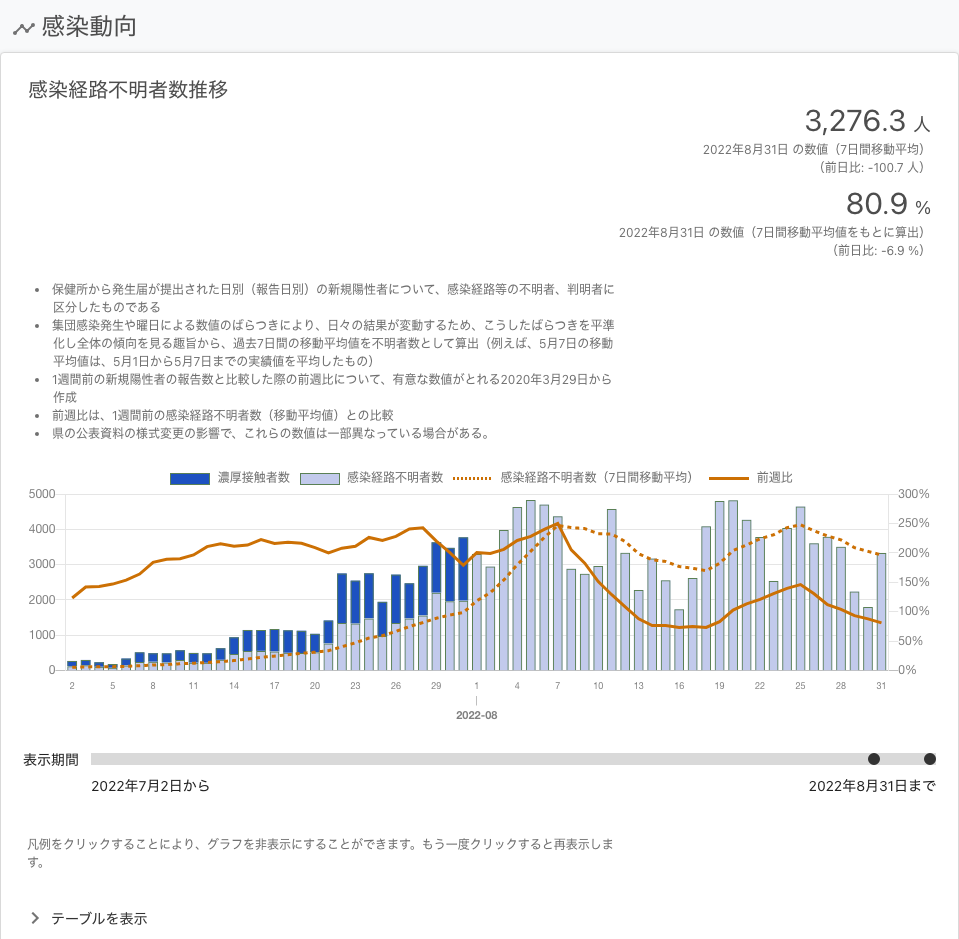 感染動向
感染経路不明者数推移
3,276.3 人
2022年8月31日 の数値（7日間移動平均）
（前日比: -100.7 人）
80.9 %
2022年8月31日 の数値（7日間移動平均値をもとに算出）
（前日比: -6.9 %）
• 保健所から発生届が提出された日別（報告日別）の新規陽性者について、感染経路等の不明者、判明者に
区分したものである
• 集団感染発生や曜日による数値のばらつきにより、日々の結果が変動するため、こうしたばらつきを平準
化し全体の傾向を見る趣旨から、過去7日間の移動平均値を不明者数として算出（例えば、5月7日の移動
平均値は、5月1日から5月7日までの実績値を平均したもの）
• 1週間前の新規陽性者の報告数と比較した際の前週比について、有意な数値がとれる2020年3月29日から
作成
• 前週比は、1週間前の感染経路不明者数（移動平均値）との比較
• 県の公表資料の様式変更の影響で、これらの数値は一部異なっている場合がある。
濃厚接触者数 感染経路不明者数 感染経路不明者数（7日間移動平均） 前週比
5000 300%
250%
4000
200%
3000
150%
2000
100%
1000
50%
0 0%
2 5 8 11 14 17 20 23 26 29 1 4 7 10 13 16 19 22 25 28 31
2022-08
表示期間
2022年7月2日から 2022年8月31日まで
凡例をクリックすることにより、グラフを非表示にすることができます。もう一度クリックすると再表示しま
す。
テーブルを表示